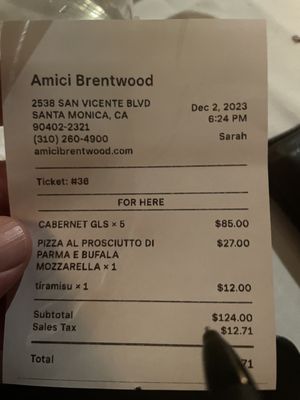 Amici Brentwood
2538 SAN VICENTE BLVD
SANTA MONICA, CA
90402-2321
(310) 260-4900
amicibrentwood.com
Dec 2, 2023
6:24 PM
Sarah
Ticket: #36
FOR HERE
CABERNET GLS × 5 $85.00
PIZZA AL PROSCIUTTO DI $27.00
PARMA E BUFALA
MOZZARELLA × 1
tiramisu × 1 $12.00
Subtotal $124.00
Sales Tax $12.71
Total 71